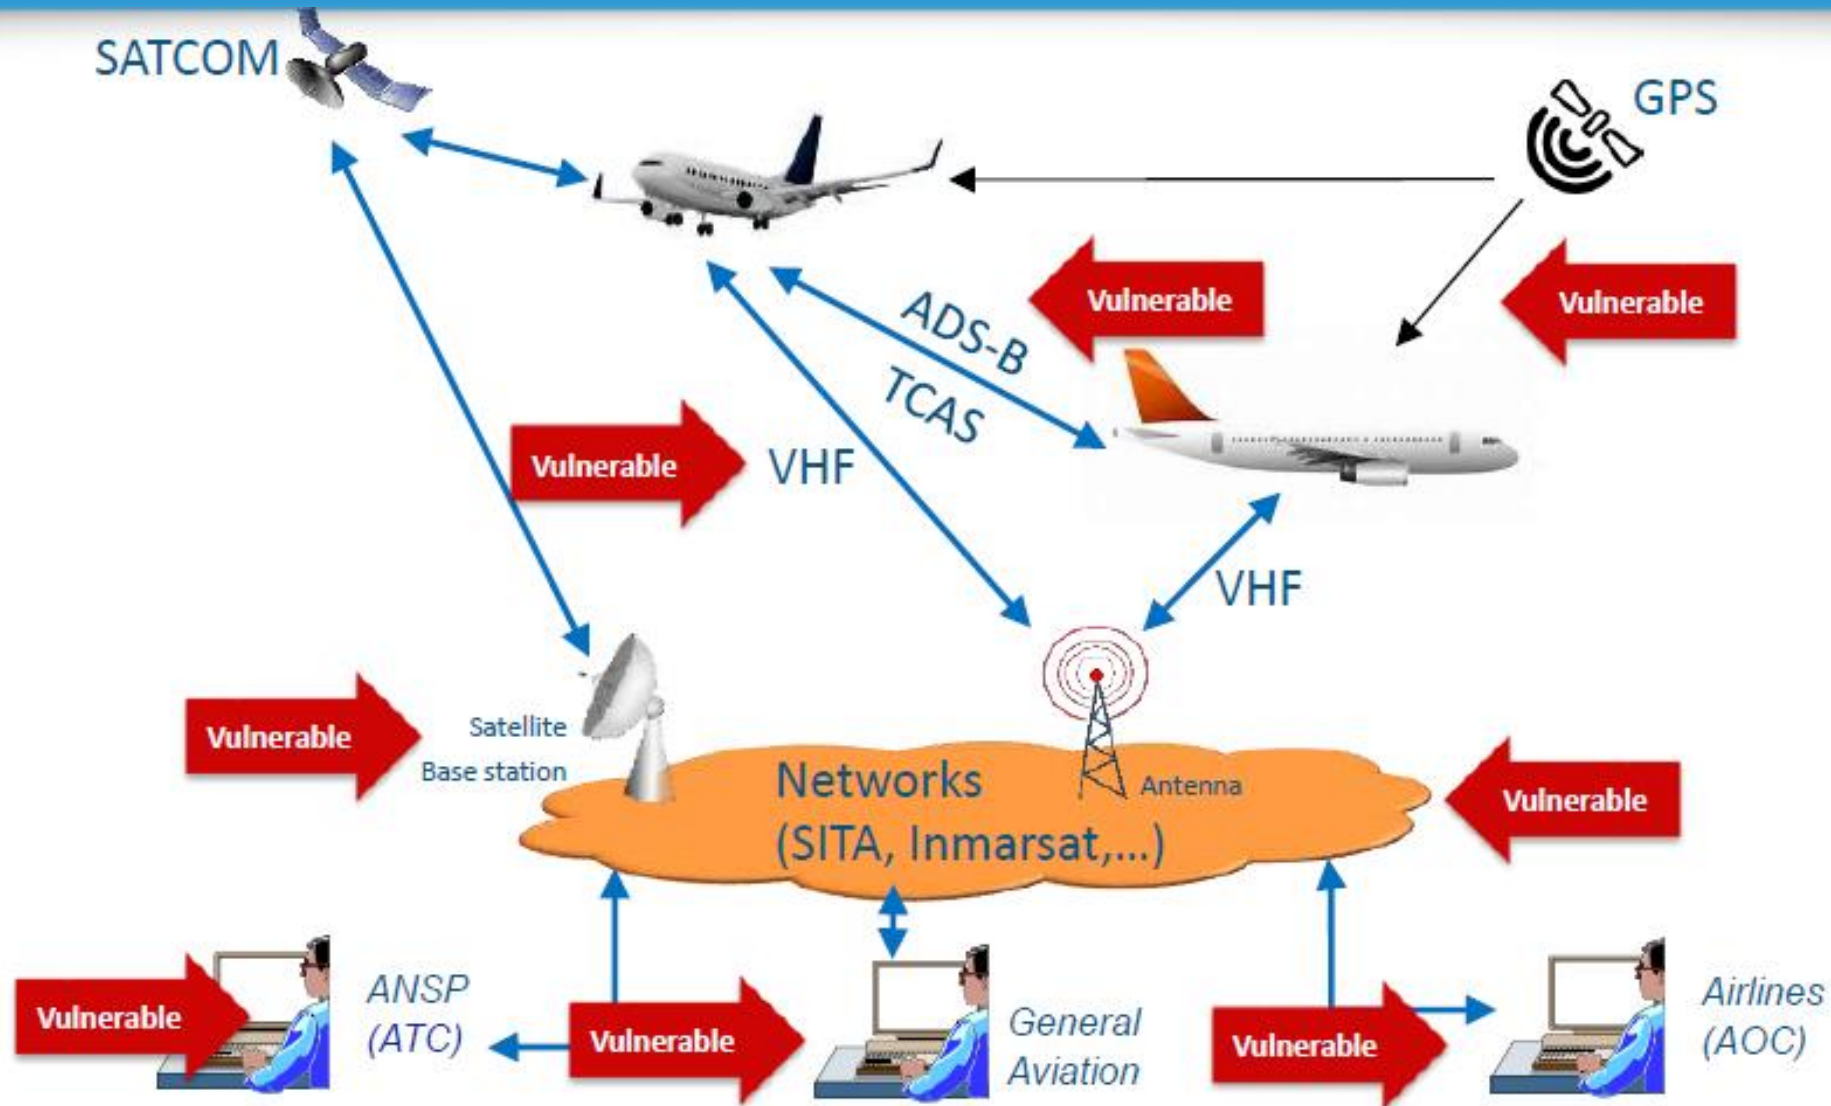 SATCOM
GPS
Vulnerable
Vulnerable
ADS-B
TCAS
Vulnerable
VHF
VHF
Vulnerable
Satellite
Base station
Networks
(SITA, Inmarsat,...)
Antenna
Vulnerable
Vulnerable
ANSP
(ATC)
Vulnerable
General
Aviation
Vulnerable
Airlines
(AOC)